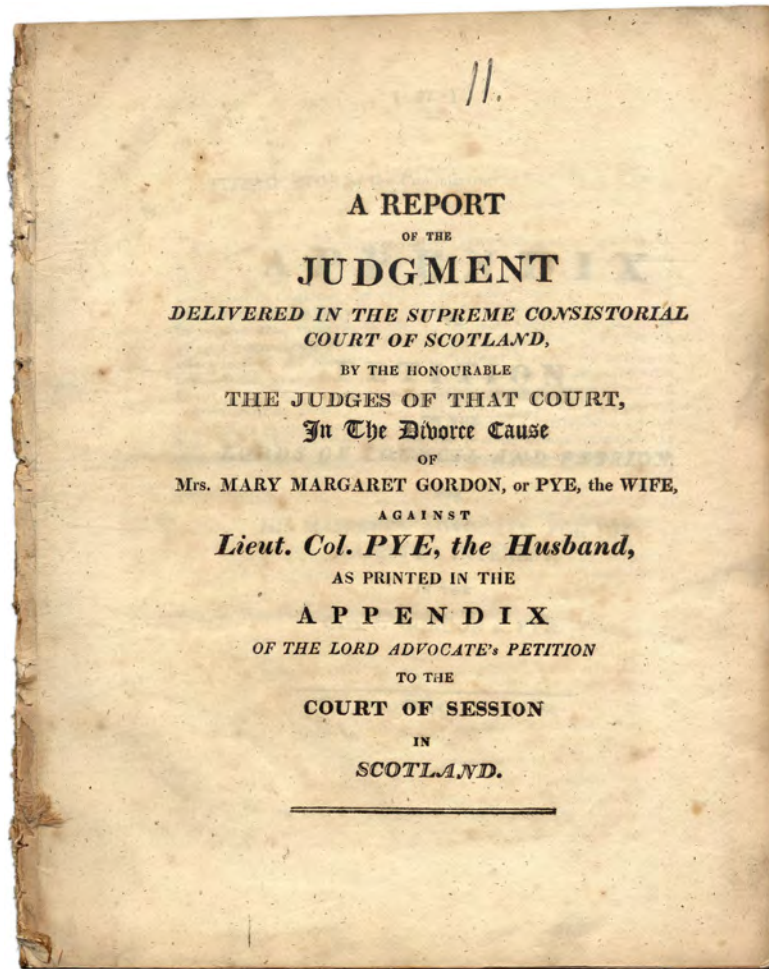 11.
A REPORT
OF THE
JUDGMENT
DELIVERED IN THE SUPREME CONSISTORIAL
COURT OF SCOTLAND,
BY THE HONOURABLE
THE JUDGES OF THAT COURT,
In The Divorce Cause
OF
Mrs. MARY MARGARET GORDON, or PYE, the WIFE,
AGAINST
Lieut. Col. PYE, the Husband,
AS PRINTED IN THE
APPENDIX
OF THE LORD ADVOCATE's PETITION
TO THE
COURT OF SESSION
IN
SCOTLAND.